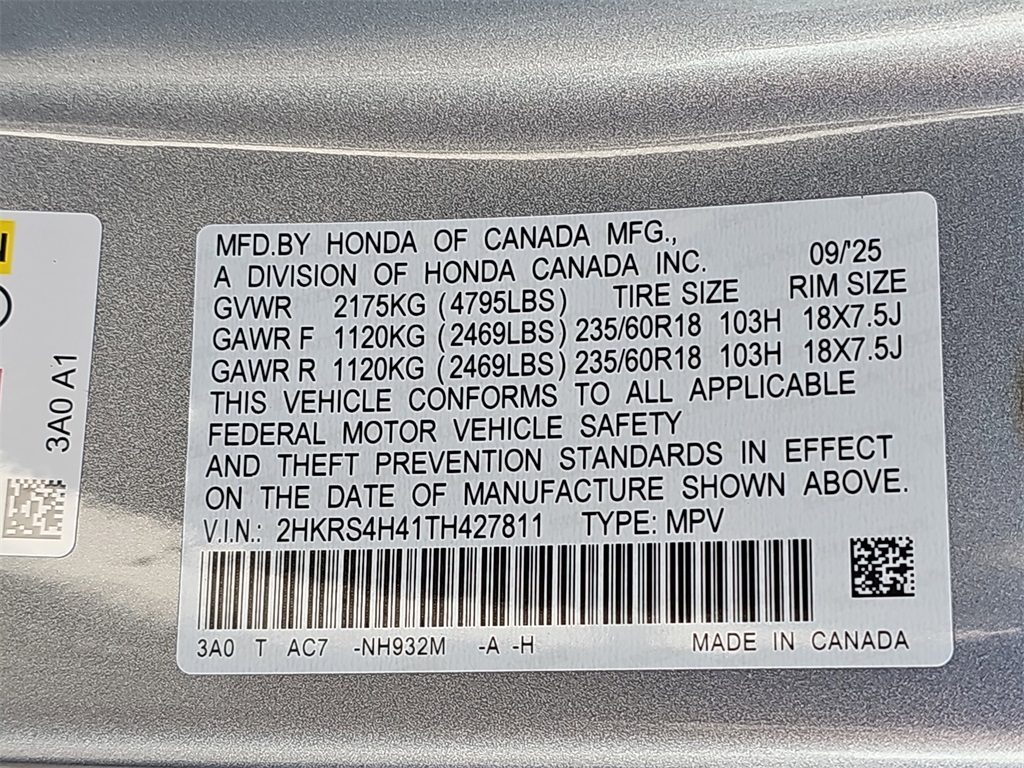 MFD.BY HONDA OF CANADA MFG.,
A DIVISION OF HONDA CANADA INC. 09/'25
GVWR 2175KG (4795LBS) TIRE SIZE RIM SIZE
GAWR F 1120KG (2469LBS) 235/60R18 103H 18X7.5J
GAWR R 1120KG (2469LBS) 235/60R18 103H 18X7.5J
THIS VEHICLE CONFORMS TO ALL APPLICABLE
FEDERAL MOTOR VEHICLE SAFETY
AND THEFT PREVENTION STANDARDS IN EFFECT
ON THE DATE OF MANUFACTURE SHOWN ABOVE.
V.I.N.: 2HKRS4H41TH427811 TYPE: MPV
3A0 T AC7 -NH932M -A -H MADE IN CANADA
3A0 A1